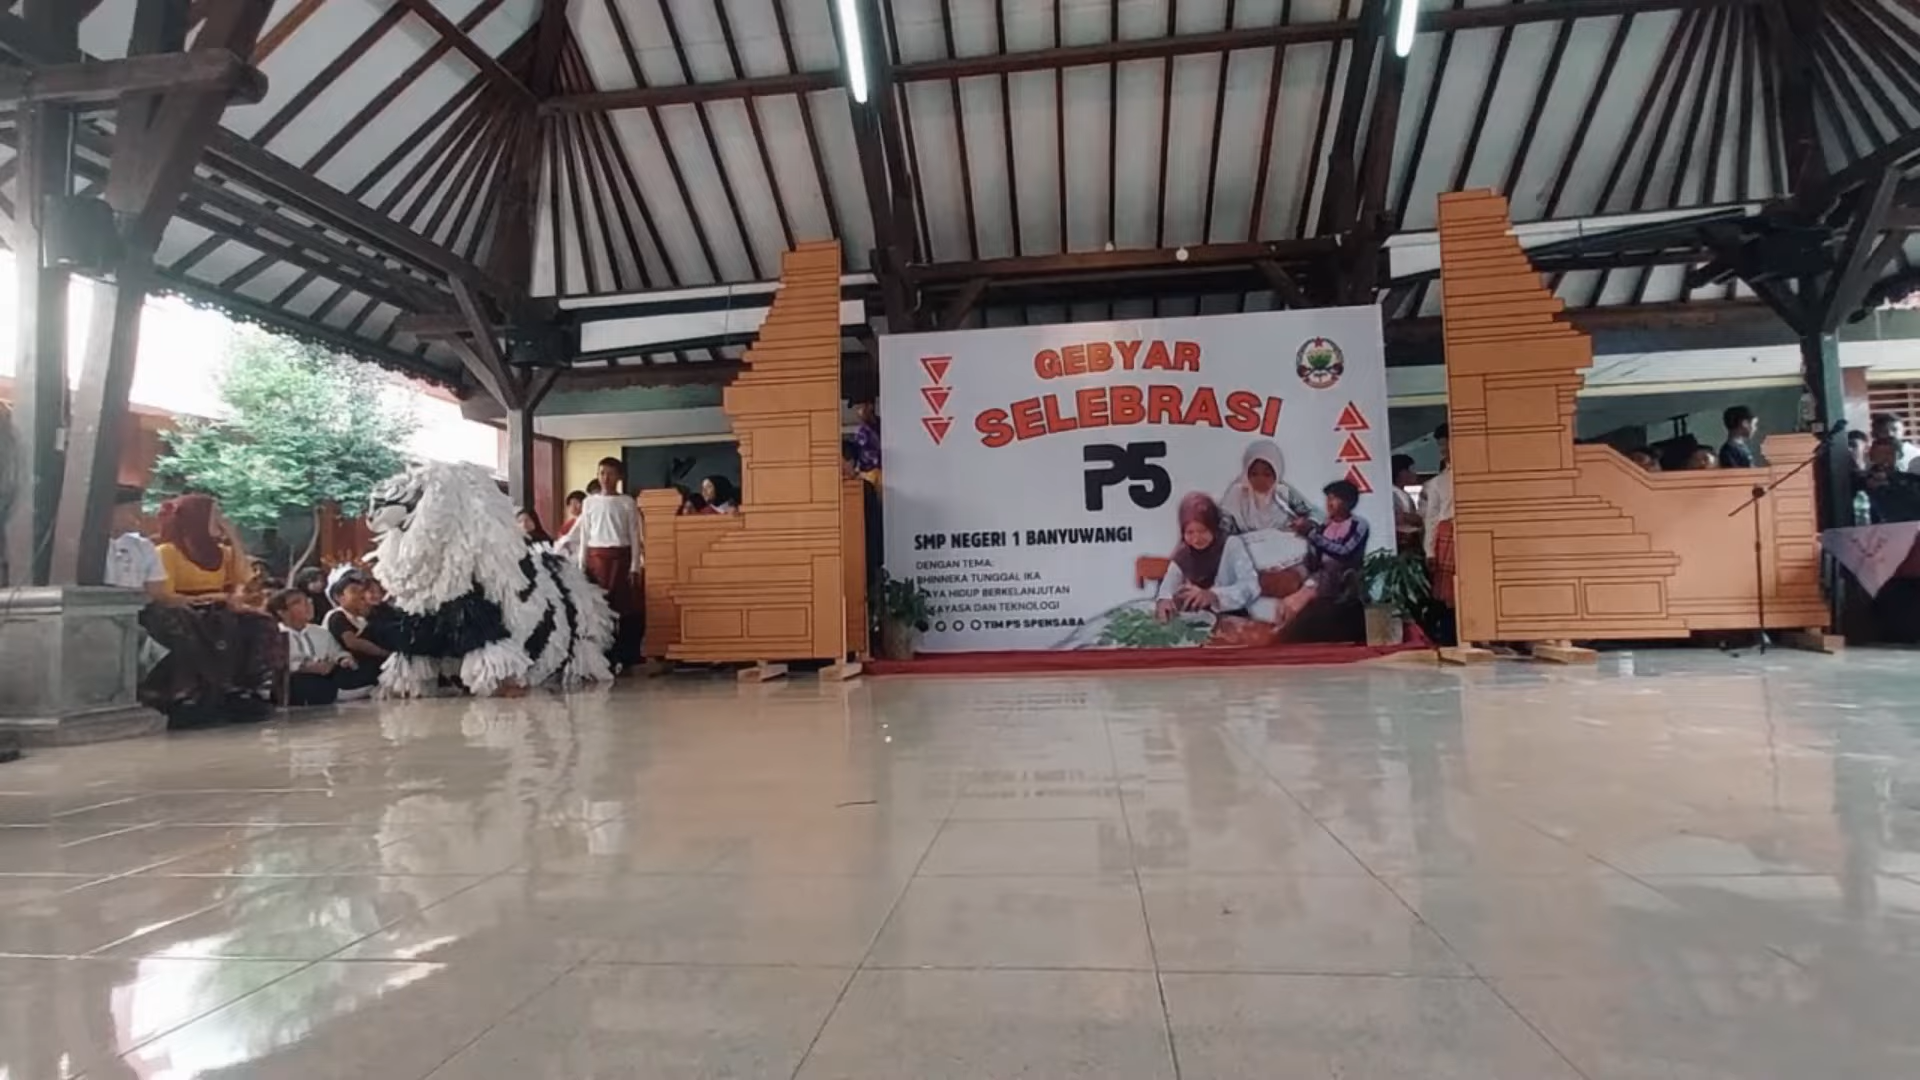 GEBYAR
SELEBRASI
P5
SMP NEGERI 1 BANYUWANGI
DENGAN TEMA:
BHINNEKA TUNGGAL IKA
GAYA HIDUP BERKELANJUTAN
REKAYASA DAN TEKNOLOGI
TIM P5 SPENSABA